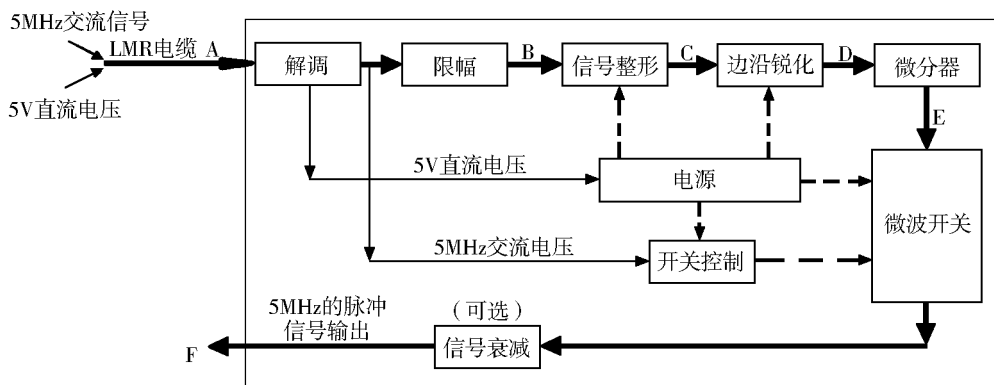 5MHz交流信号
LMR电缆 A
5V直流电压
解调
限幅
B
信号整形
C
边沿锐化
D
微分器
E
5V直流电压
电源
微波开关
5MHz交流电压
开关控制
5MHz的脉冲
信号输出
(可选)
信号衰减
F